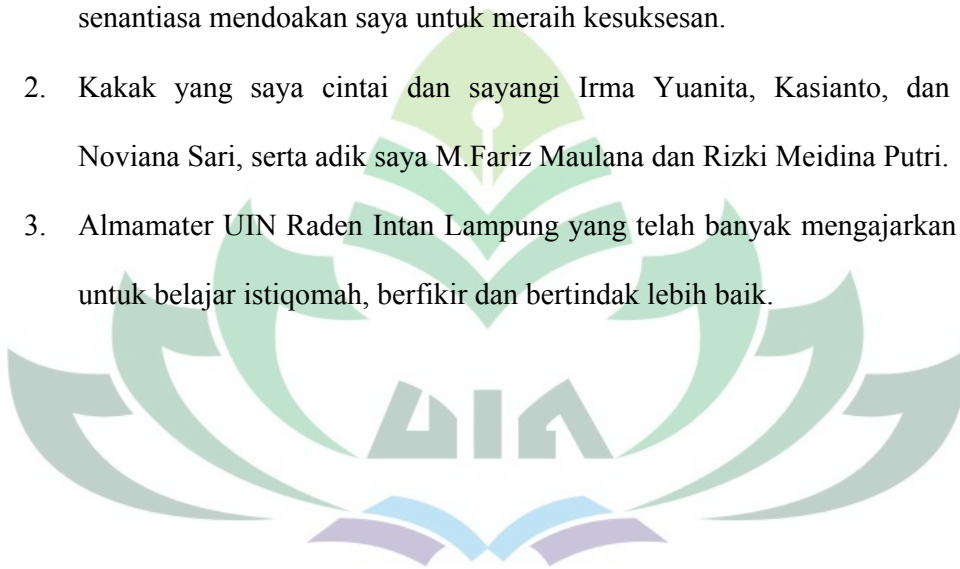 senantiasa mendoakan saya untuk meraih kesuksesan.
2. Kakak yang saya cintai dan sayangi Irma Yuanita, Kasianto, dan
Noviana Sari, serta adik saya M.Fariz Maulana dan Rizki Meidina Putri.
3. Almamater UIN Raden Intan Lampung yang telah banyak mengajarkan
untuk belajar istiqomah, berfikir dan bertindak lebih baik.
UIN